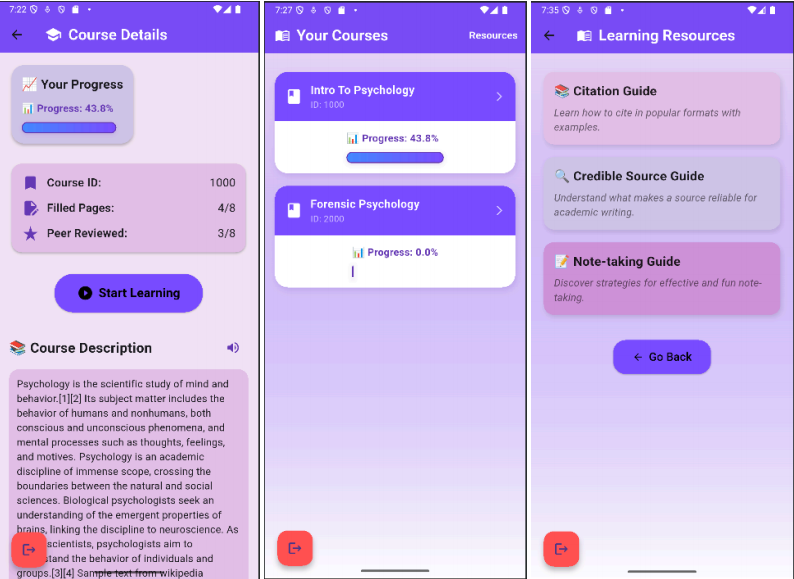 7:22
Course Details
Your Progress
Progress: 43.8%
Course ID: 1000
Filled Pages: 4/8
Peer Reviewed: 3/8
Start Learning
Course Description
Psychology is the scientific study of mind and
behavior.[1][2] Its subject matter includes the
behavior of humans and nonhumans, both
conscious and unconscious phenomena, and
mental processes such as thoughts, feelings,
and motives. Psychology is an academic
discipline of immense scope, crossing the
boundaries between the natural and social
sciences. Biological psychologists seek an
understanding of the emergent properties of
brains, linking the discipline to neuroscience. As
scientists, psychologists aim to
the behavior of individuals and
groups.[3][4] Sample text from wikipedia
7:27
Your Courses
Resources
Intro To Psychology
ID: 1000
Progress: 43.8%
Forensic Psychology
ID: 2000
Progress: 0.0%
7:35
Learning Resources
Citation Guide
Learn how to cite in popular formats with
examples.
Credible Source Guide
Understand what makes a source reliable for
academic writing.
Note-taking Guide
Discover strategies for effective and fun note-
taking.
Go Back